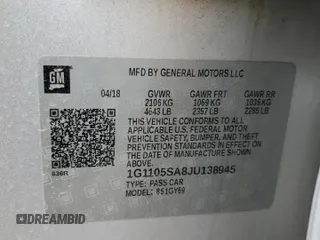 GM
MFD BY GENERAL MOTORS LLC
04/18 GVWR GAWR FRT GAWR RR
2106 KG 1069 KG 1036 KG
4643 LB 2357 LB 2285 LB
THIS VEHICLE CONFORMS TO ALL APPLICABLE U.S. FEDERAL MOTOR VEHICLE SAFETY, BUMPER, AND THEFT PREVENTION STANDARDS IN EFFECT ON THE DATE OF MANUFACTURE SHOWN ABOVE.
1G1105SA8JU138945
TYPE: PASS CAR
MODEL:
DREAMBID